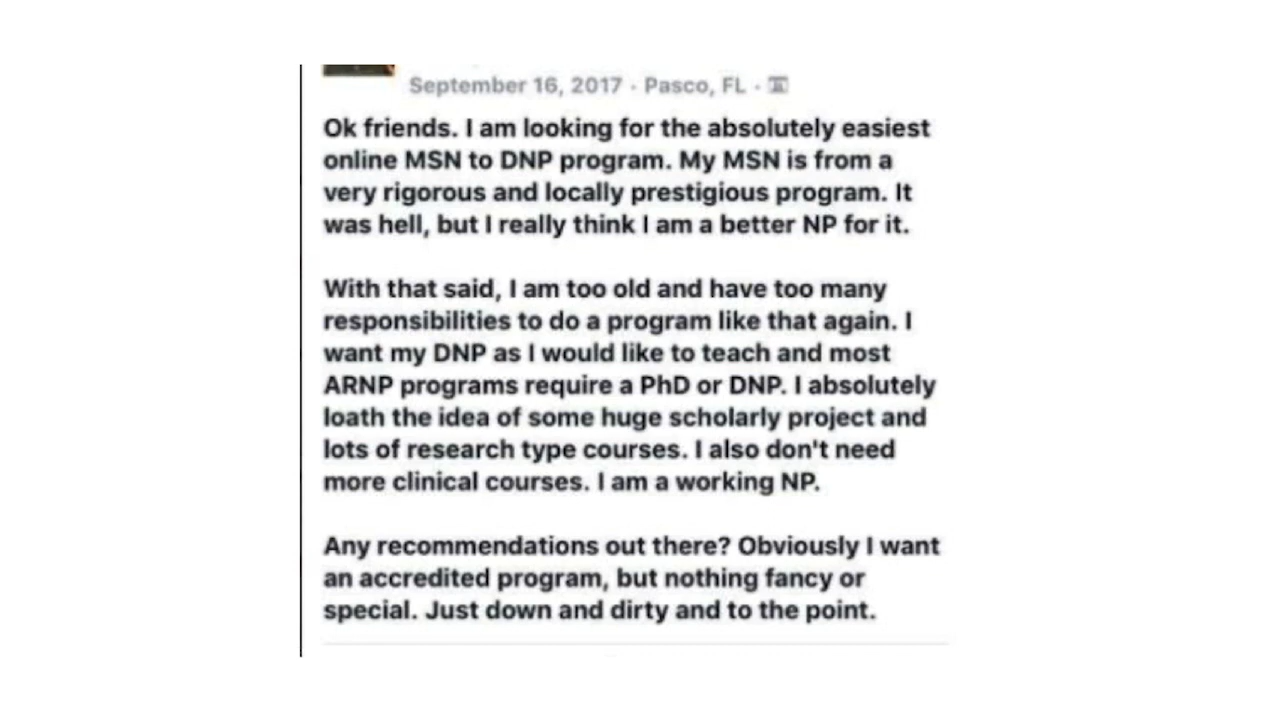 September 16, 2017 · Pasco, FL ·
Ok friends. I am looking for the absolutely easiest
online MSN to DNP program. My MSN is from a
very rigorous and locally prestigious program. It
was hell, but I really think I am a better NP for it.
With that said, I am too old and have too many
responsibilities to do a program like that again. I
want my DNP as I would like to teach and most
ARNP programs require a PhD or DNP. I absolutely
loath the idea of some huge scholarly project and
lots of research type courses. I also don't need
more clinical courses. I am a working NP.
Any recommendations out there? Obviously I want
an accredited program, but nothing fancy or
special. Just down and dirty and to the point.